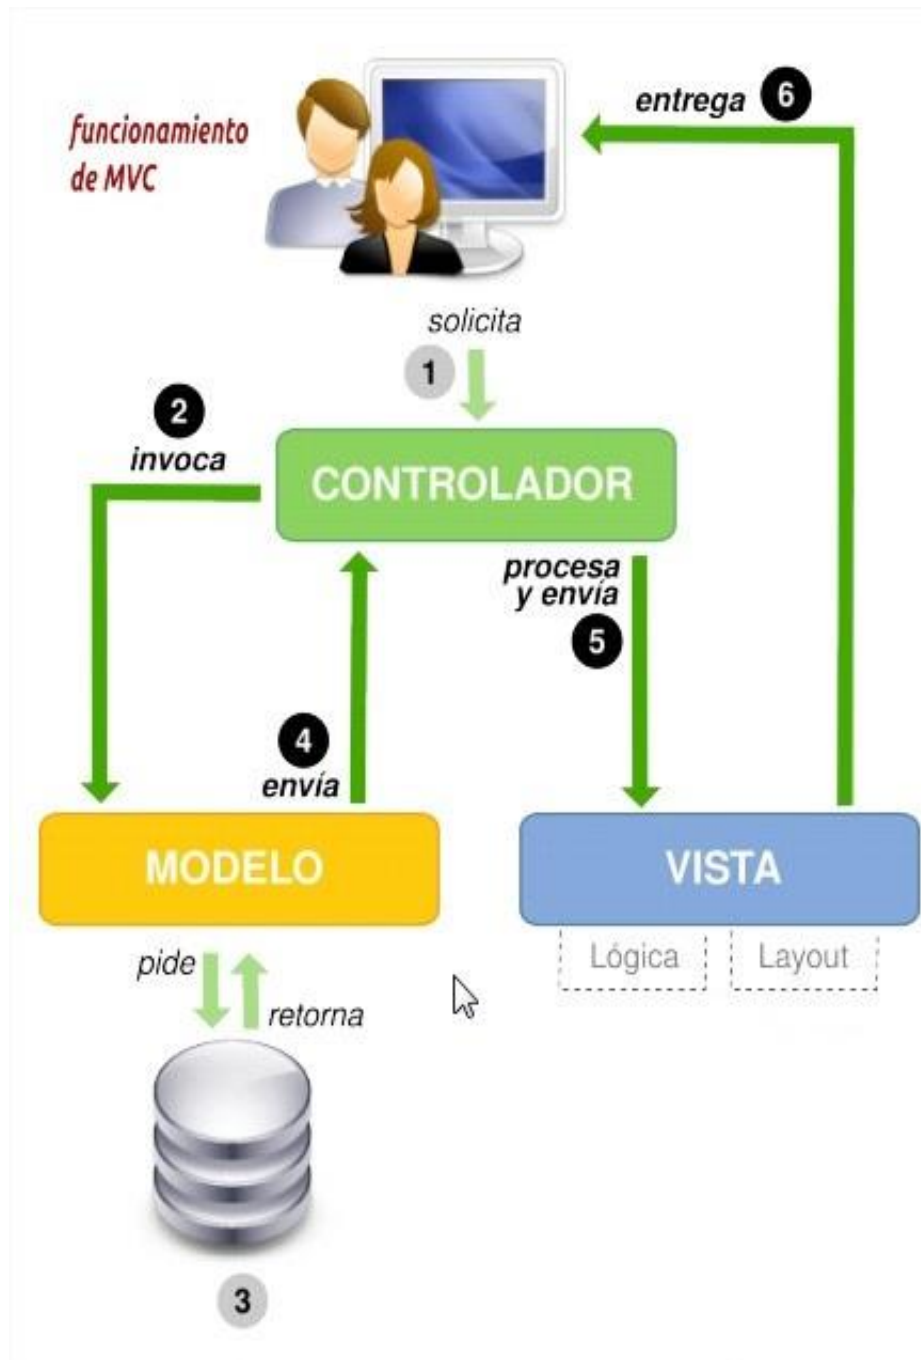 funcionamiento
de MVC
entrega 6
solicita
1
2
invoca
CONTROLADOR
procesa
y envía
5
4
envía
MODELO
VISTA
Lógica
Layout
pide
retorna
3